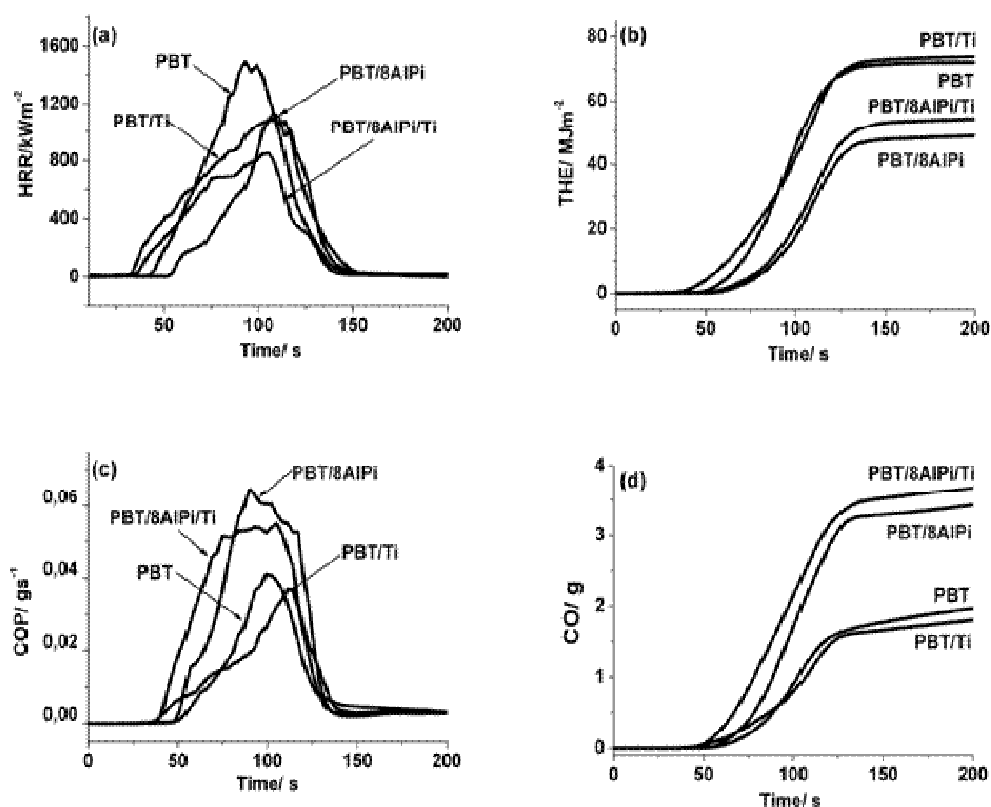 (a)
HRR/kWm-2
1600
1200
800
400
0
PBT
PBT/8AlPi
PBT/Ti
PBT/8AlPi/Ti
50
100
150
200
Time/ s
(b)
THE/ MJm-2
80
60
40
20
0
PBT/Ti
PBT
PBT/8AlPi/Ti
PBT/8AlPi
0
50
100
150
200
Time/ s
(c)
COP/ gs-1
0,06
0,04
0,02
0,00
PBT/8AlPi
PBT/8AlPi/Ti
PBT/Ti
PBT
0
50
100
150
200
Time/ s
(d)
CO/ g
4
3
2
1
0
PBT/8AlPi/Ti
PBT/8AlPi
PBT
PBT/Ti
0
50
100
150
200
Time/ s